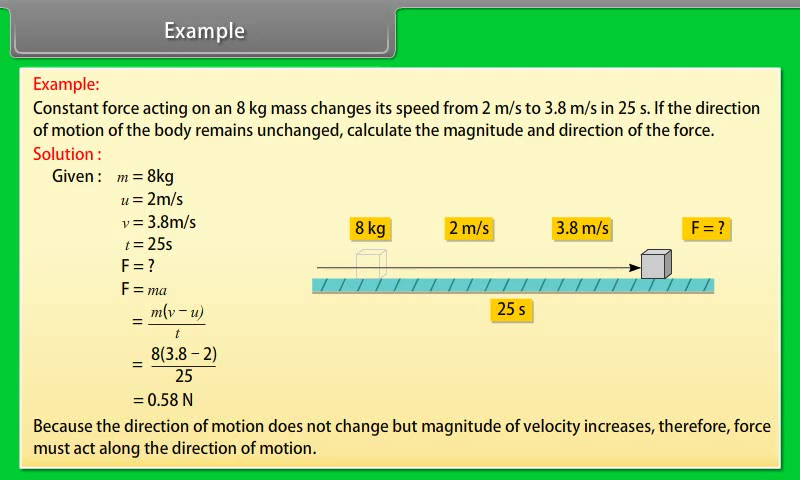 Example
Example:
Constant force acting on an 8 kg mass changes its speed from 2 m/s to 3.8 m/s in 25 s. If the direction
of motion of the body remains unchanged, calculate the magnitude and direction of the force.
Solution :
Given : m = 8kg
u = 2m/s
v = 3.8m/s
t = 25s
F = ?
F = ma
= m(v − u)
t
= 8(3.8 − 2)
25
= 0.58 N
8 kg 2 m/s 3.8 m/s F = ?
25 s
Because the direction of motion does not change but magnitude of velocity increases, therefore, force
must act along the direction of motion.